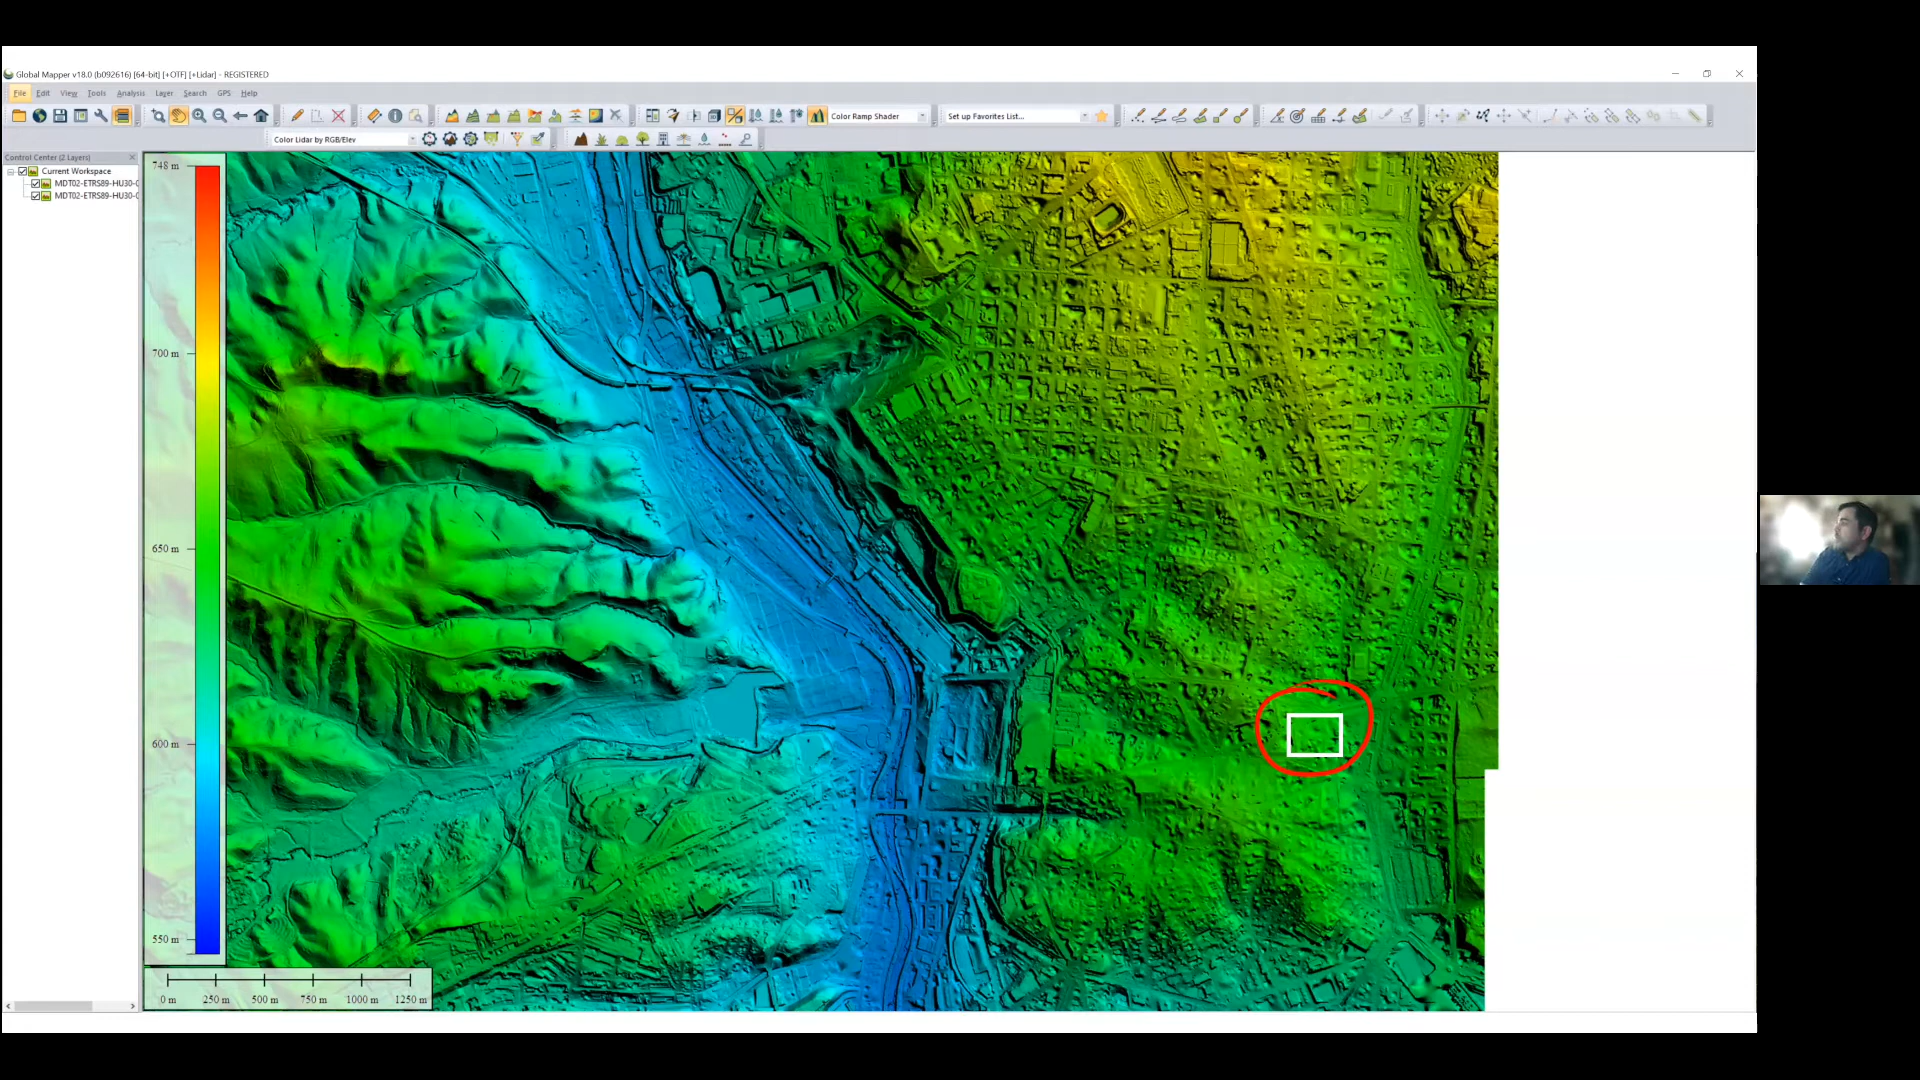 Global Mapper v18.0 (b092616) [64-bit] [+OTF] [+Lidar] - REGISTERED
File Edit View Tools Analysis Layer Search GPS Help
Color Ramp Shader
Set up Favorites List...
Color Lidar by RGB/Elev
Control Center (2 Layers)
Current Workspace
MDT02-ETRS89-HU30-0
MDT02-ETRS89-HU30-0
748 m
700 m
650 m
600 m
550 m
0 m 250 m 500 m 750 m 1000 m 1250 m